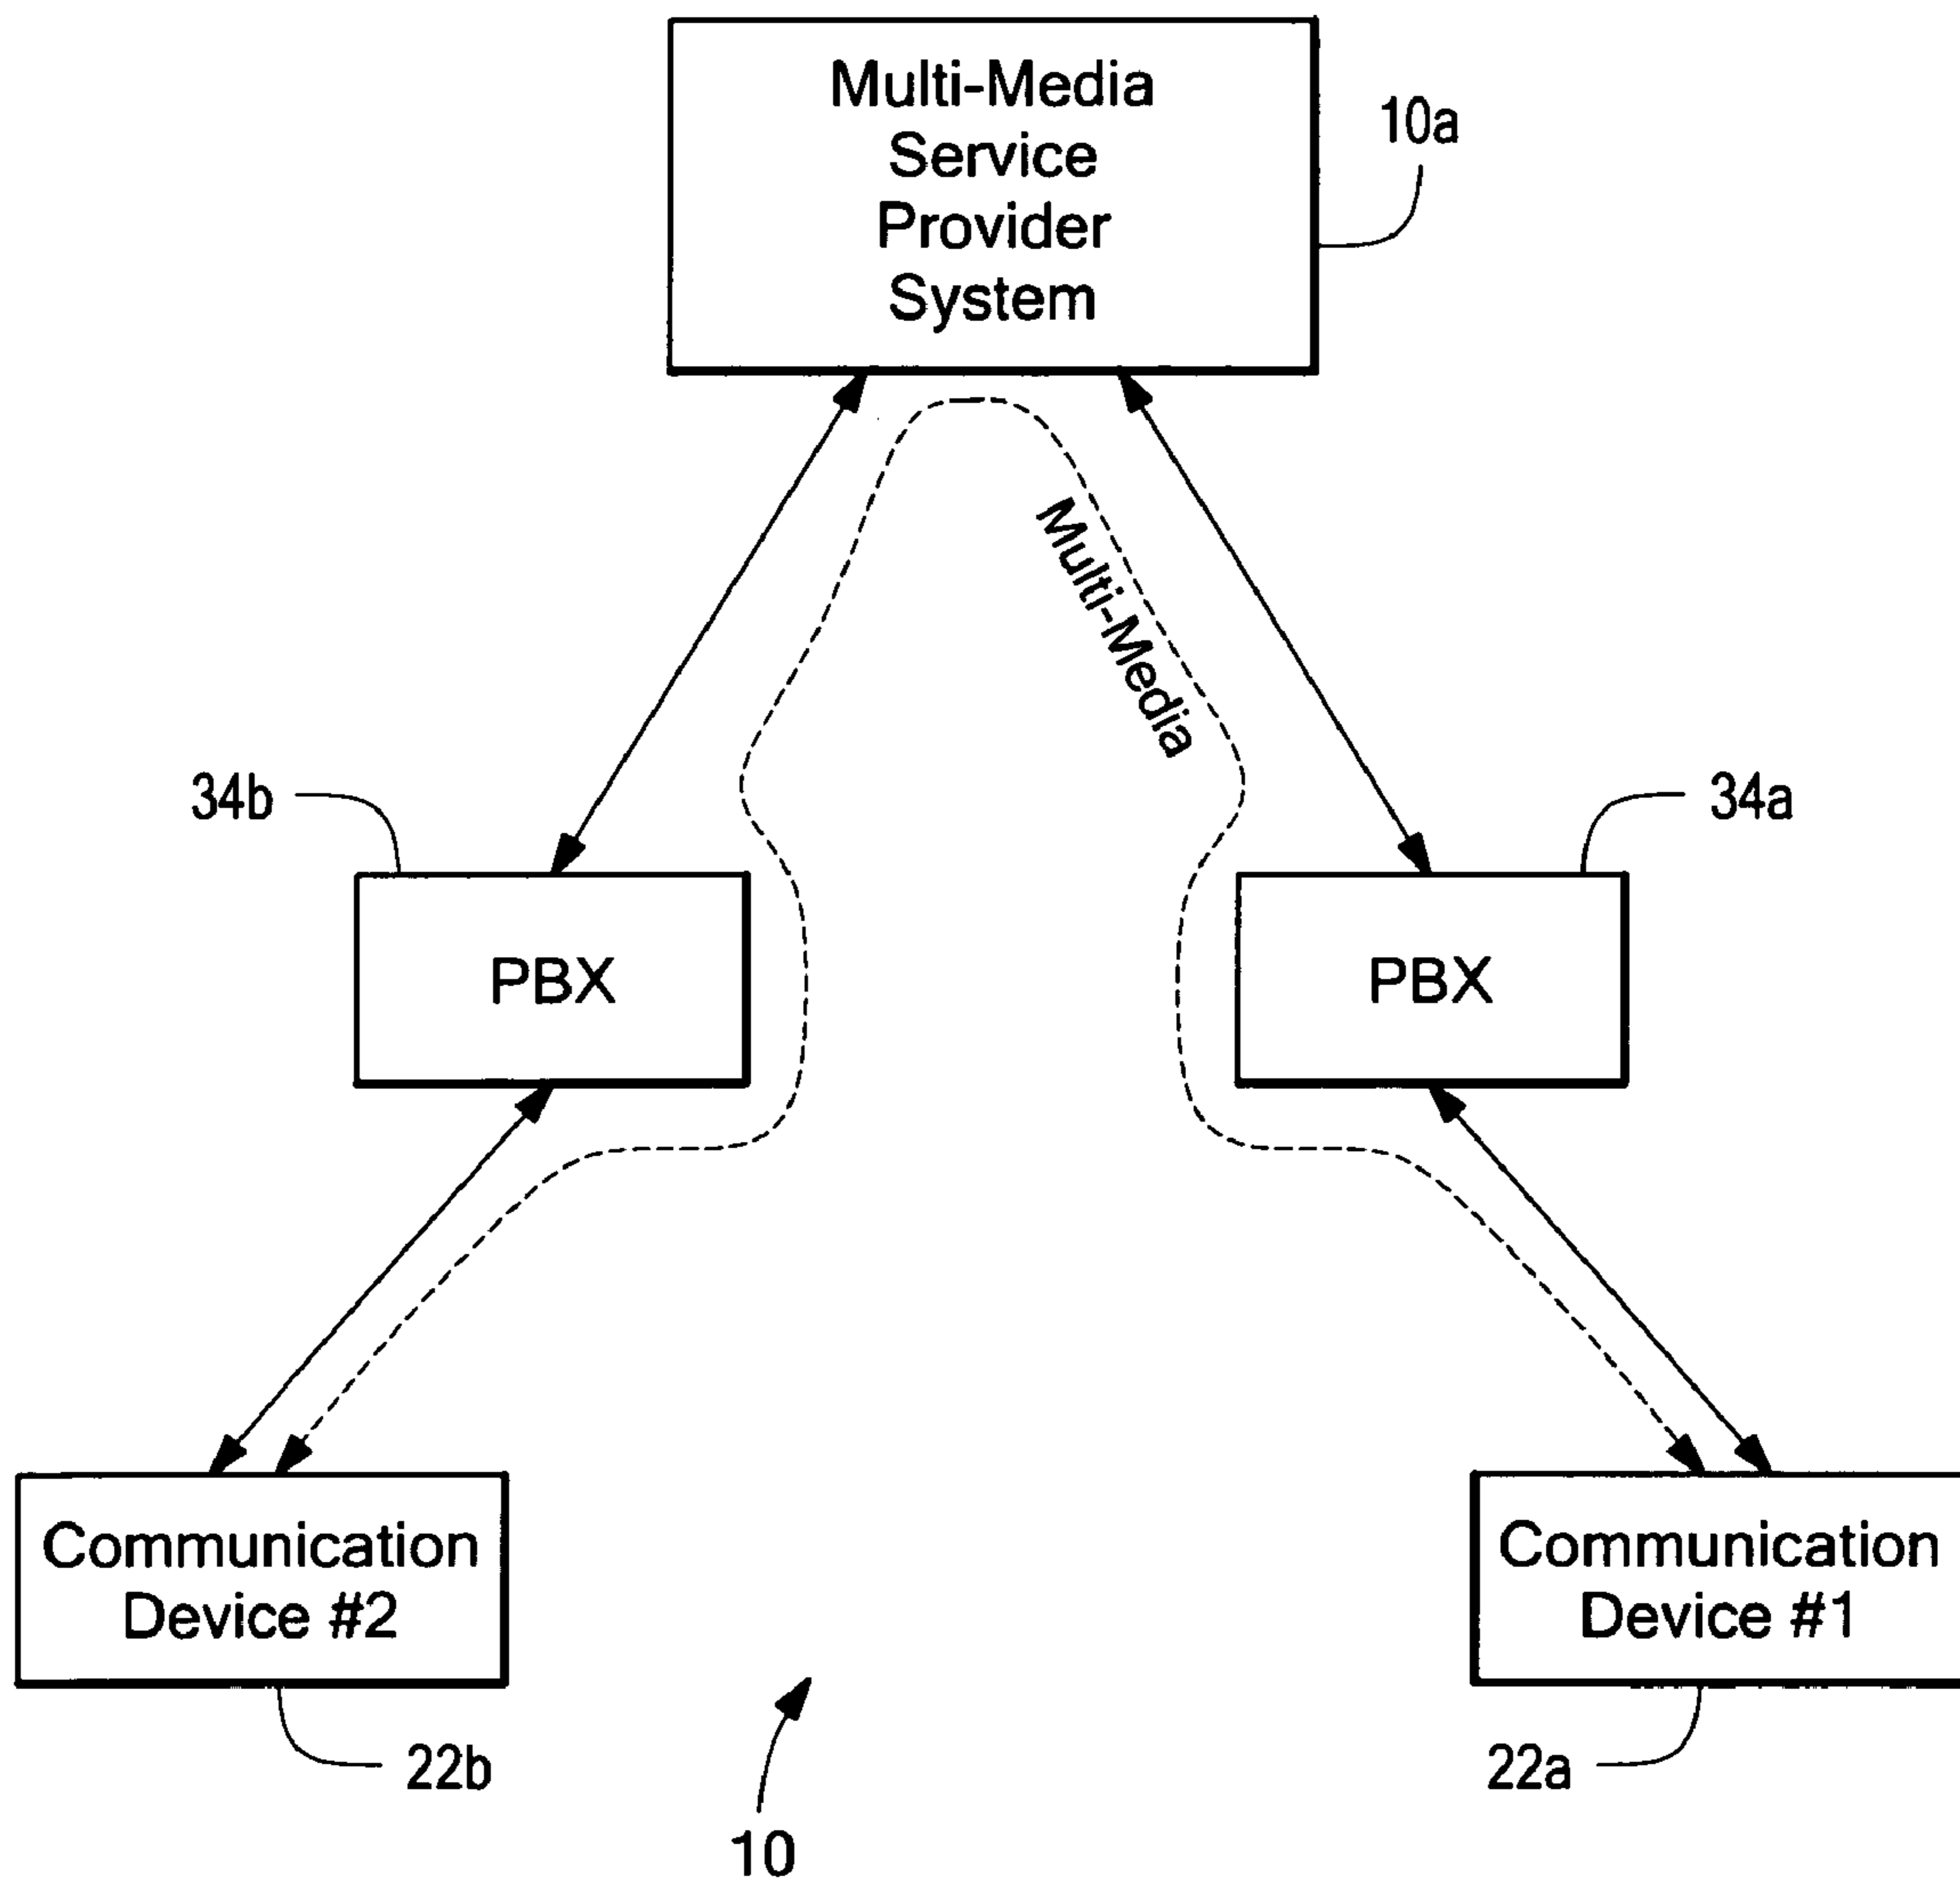 Multi-Media
Service
Provider
System
10a
Multi-Media
34b
34a
PBX
PBX
Communication
Device #2
Communication
Device #1
22b
22a
10